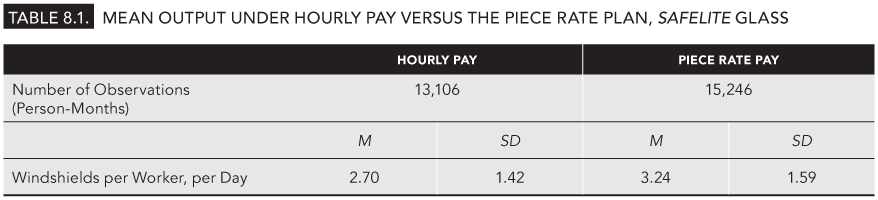 TABLE 8.1. MEAN OUTPUT UNDER HOURLY PAY VERSUS THE PIECE RATE PLAN, SAFELITE GLASS
HOURLY PAY PIECE RATE PAY
Number of Observations 13,106 15,246
(Person-Months)
M SD M SD
Windshields per Worker, per Day 2.70 1.42 3.24 1.59